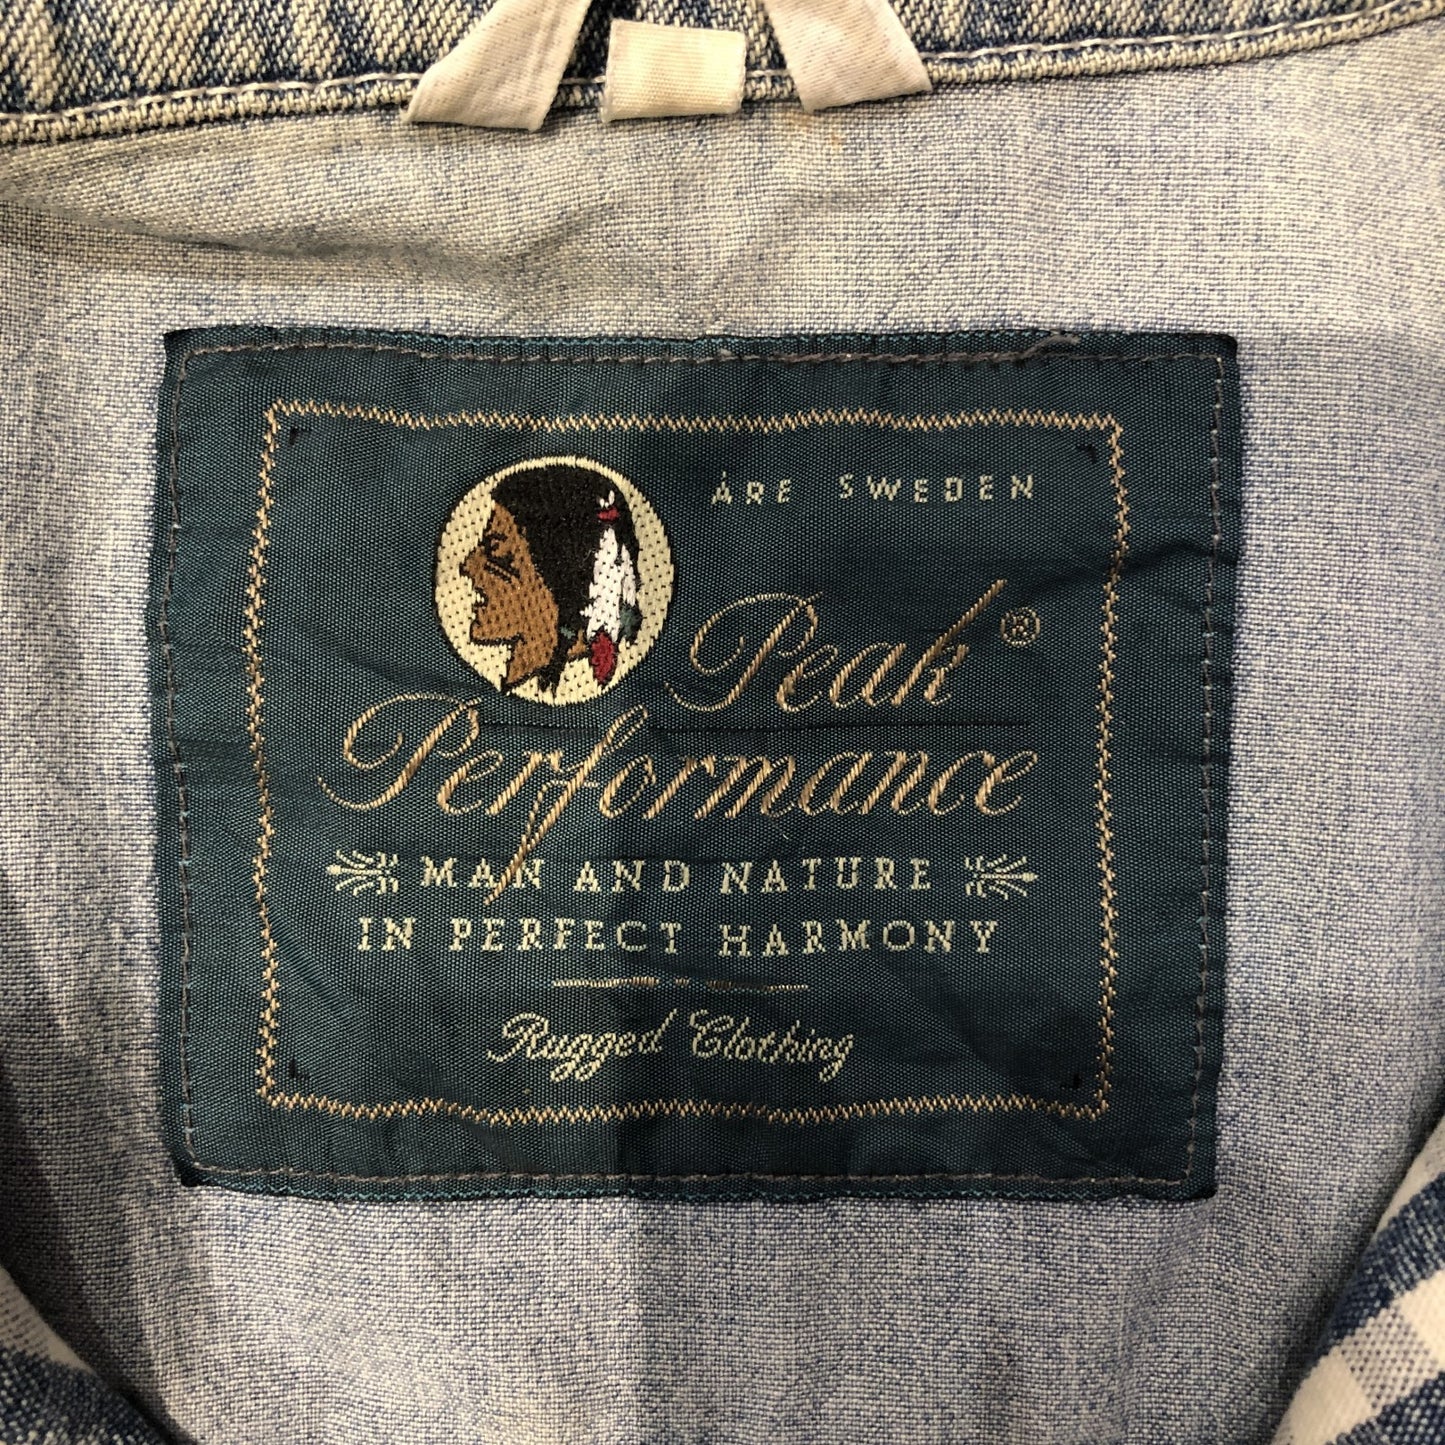 ÅRE SWEDEN
Peak®
Performance
MAN AND NATURE
IN PERFECT HARMONY
Rugged Clothing